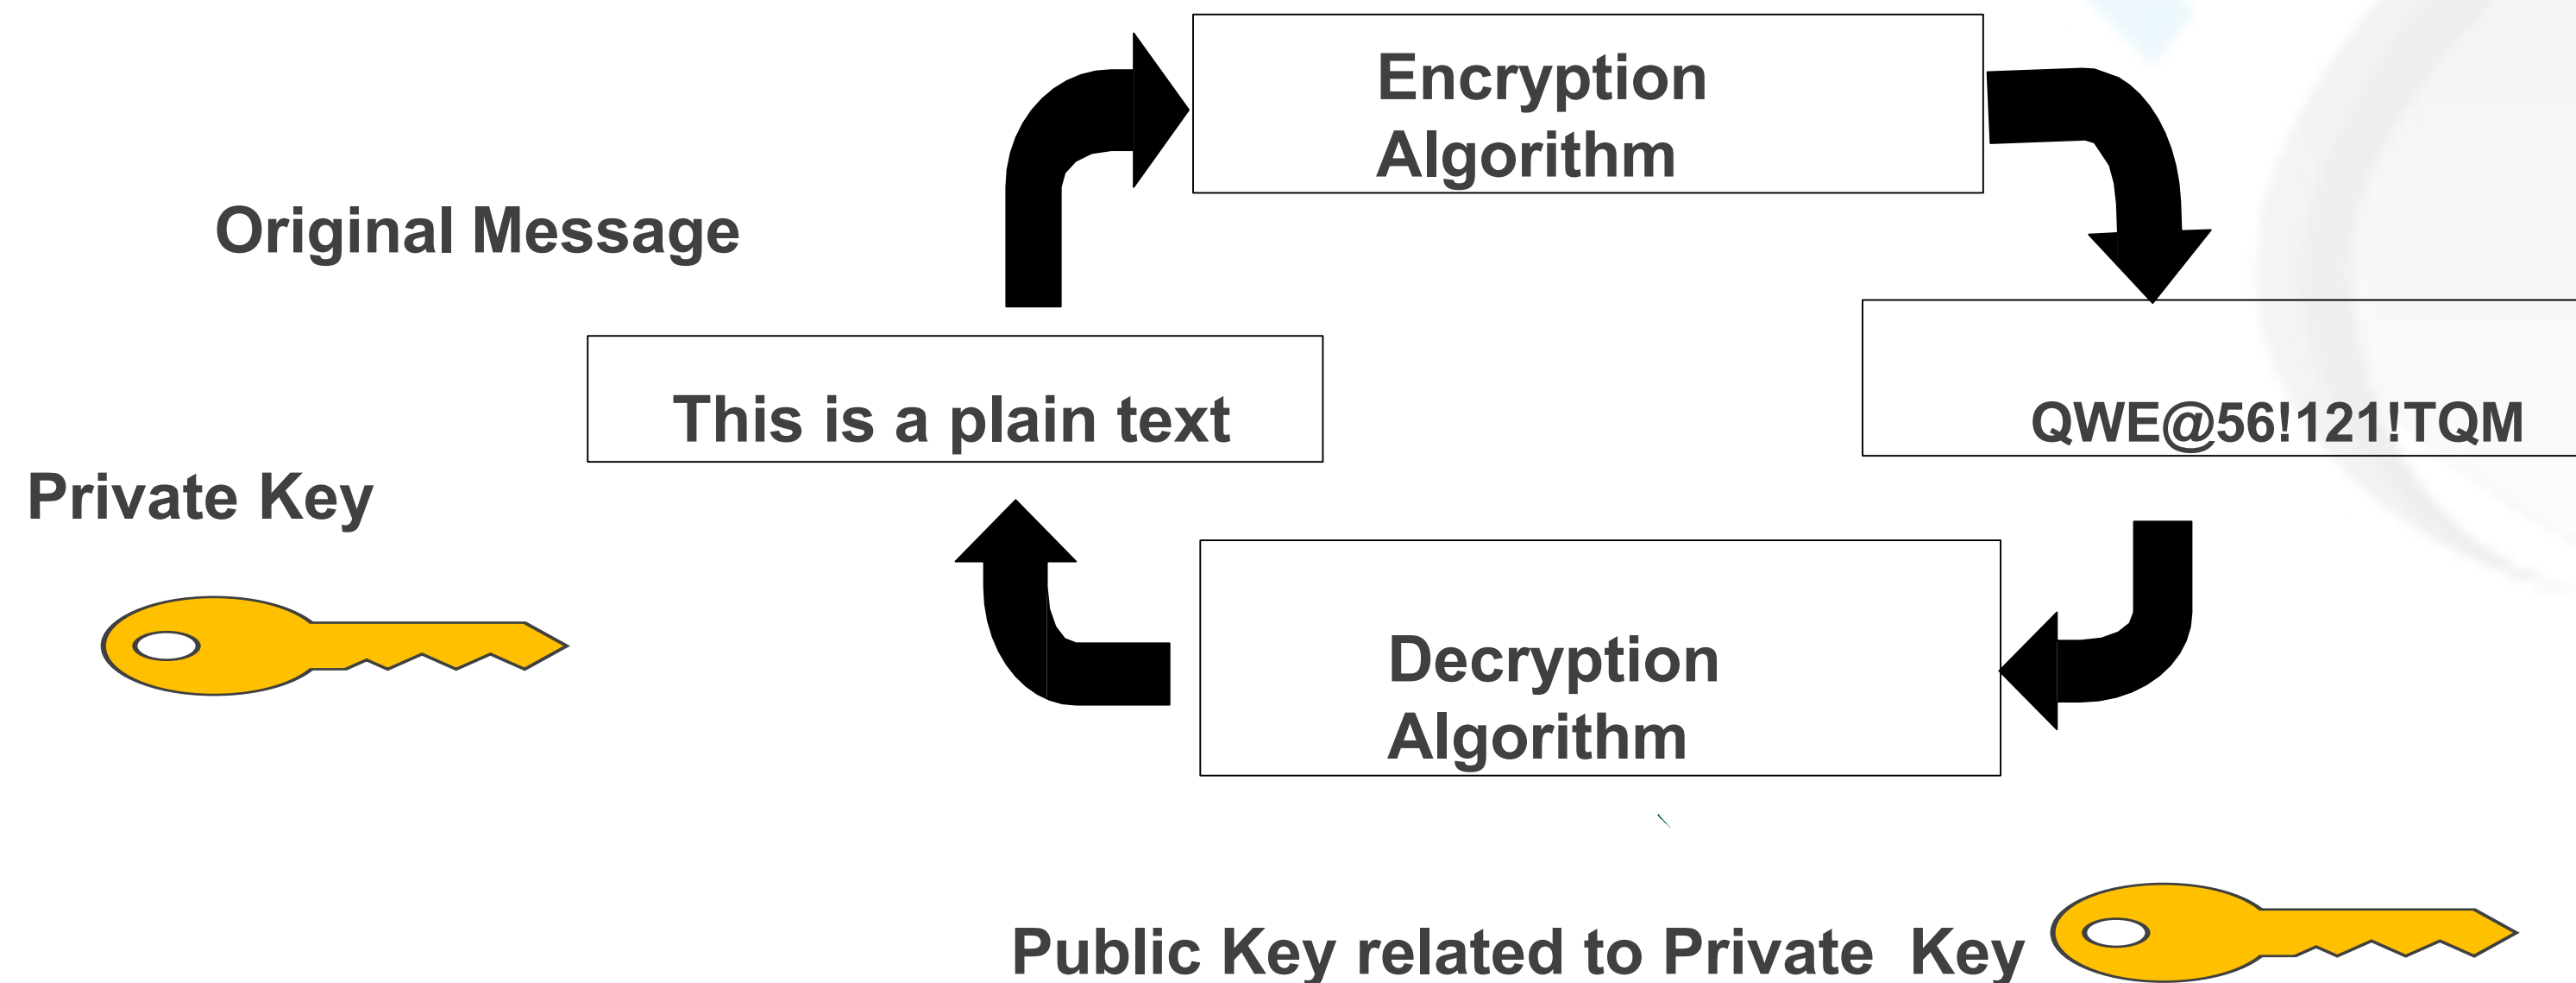 Encryption
Algorithm
Original Message
This is a plain text
QWE@56!121!TQM
Private Key
Decryption
Algorithm
Public Key related to Private  Key